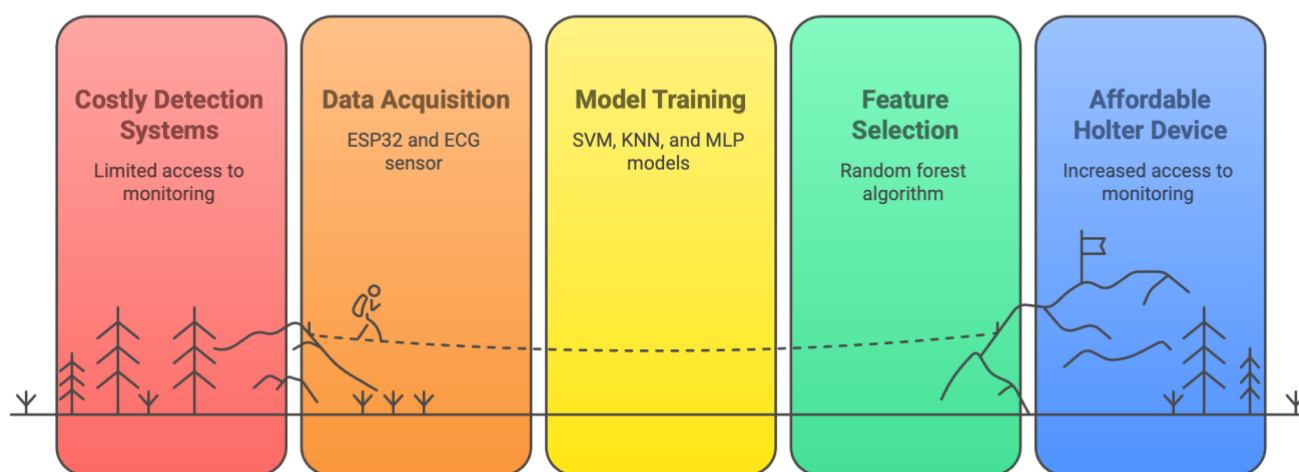 Costly Detection
Systems
Limited access to
monitoring
Data Acquisition
ESP32 and ECG
sensor
Model Training
SVM, KNN, and MLP
models
Feature
Selection
Random forest
algorithm
Affordable
Holter Device
Increased access to
monitoring